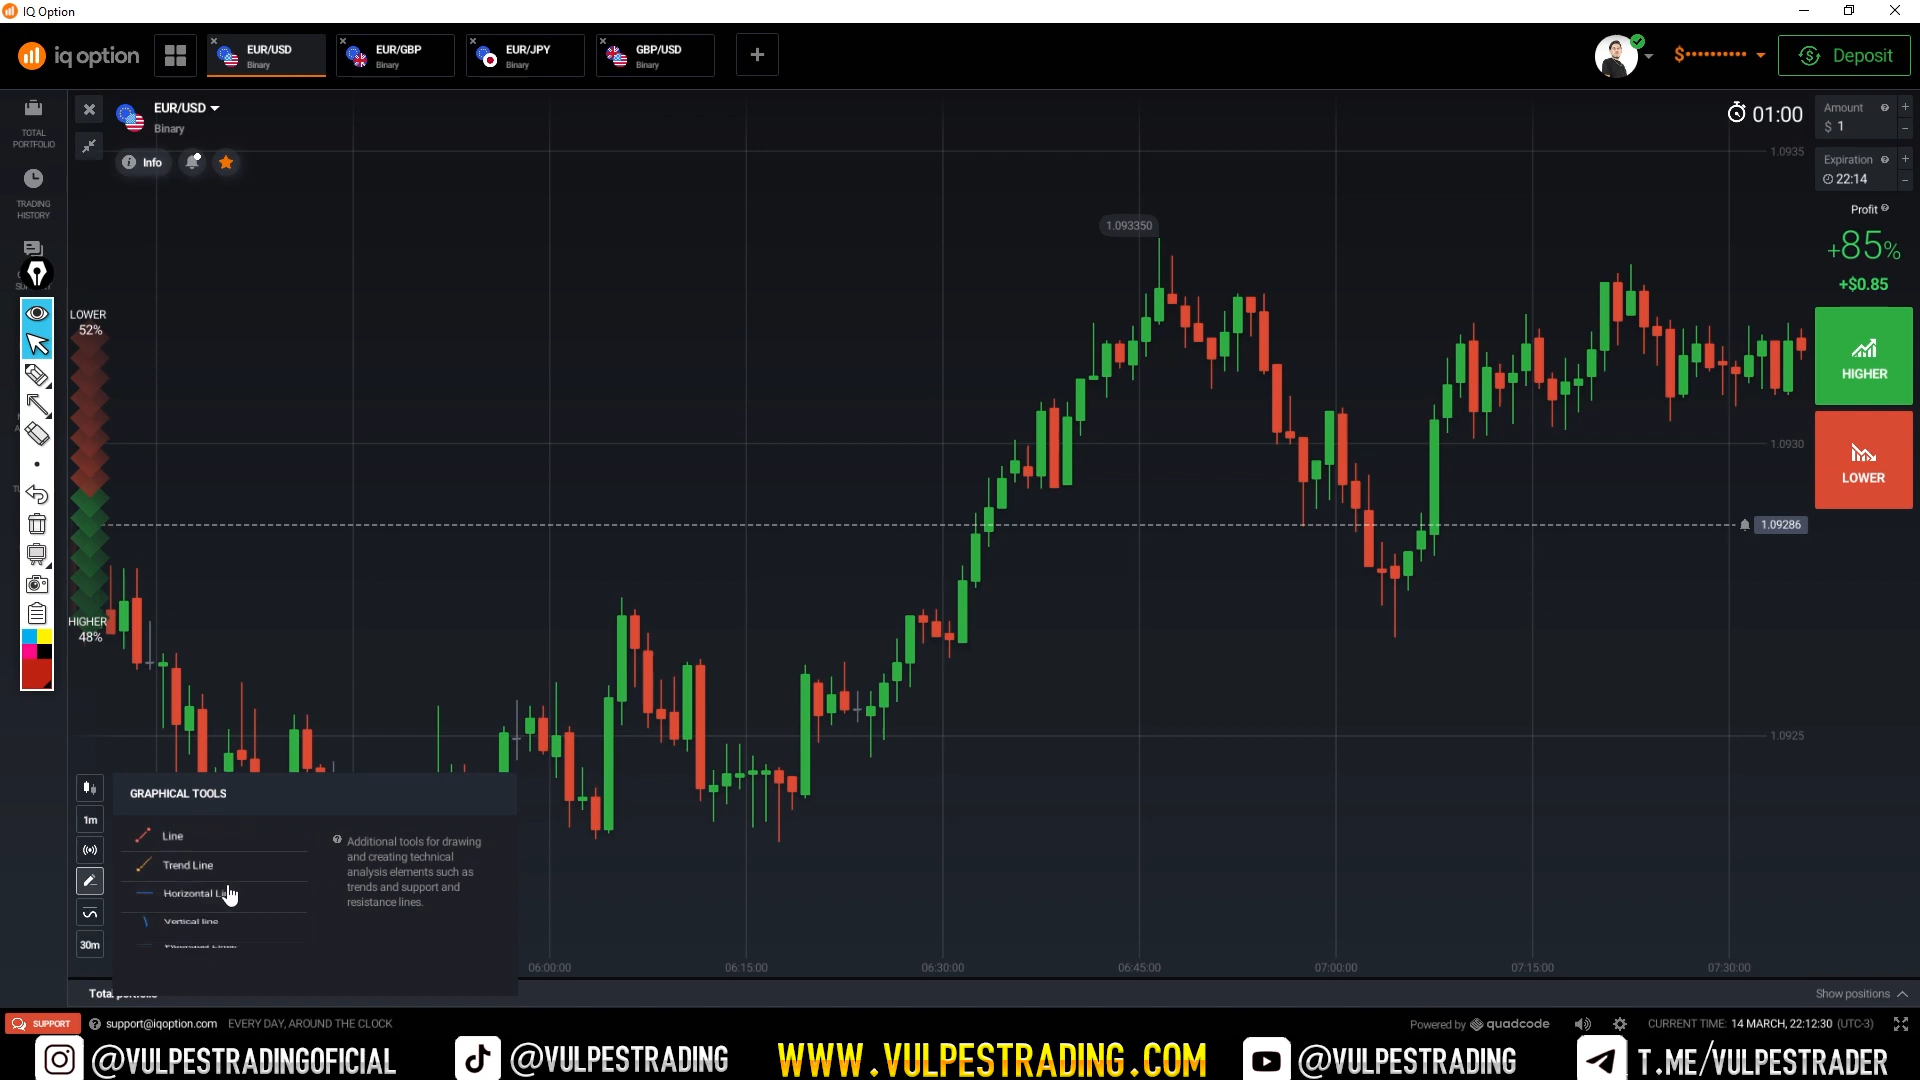 IQ Option
iq option
EUR/USD
Binary
EUR/GBP
Binary
EUR/JPY
Binary
GBP/USD
Binary
Deposit
TOTAL
PORTFOLIO
TRADING
HISTORY
EUR/USD
Binary
Info
01:00
Amount
$ 1
Expiration
22:14
Profit
+85%
+$0.85
HIGHER
LOWER
1.0935
1.093350
1.0930
1.09286
1.0925
LOWER
52%
HIGHER
48%
1m
30m
GRAPHICAL TOOLS
Line
Trend Line
Horizontal
Vertical line
Additional tools for drawing
and creating technical
analysis elements such as
trends and support and
resistance lines.
06:00:00
06:15:00
06:30:00
06:45:00
07:00:00
07:15:00
07:30:00
Show positions
SUPPORT
support@iqoption.com
EVERY DAY, AROUND THE CLOCK
Powered by quadcode
CURRENT TIME: 14 MARCH, 22:12:30 (UTC-3)
@VULPESTRADINGOFICIAL
@VULPESTRADING
WWW.VULPESTRADING.COM
@VULPESTRADING
T.ME/VULPESTRADER